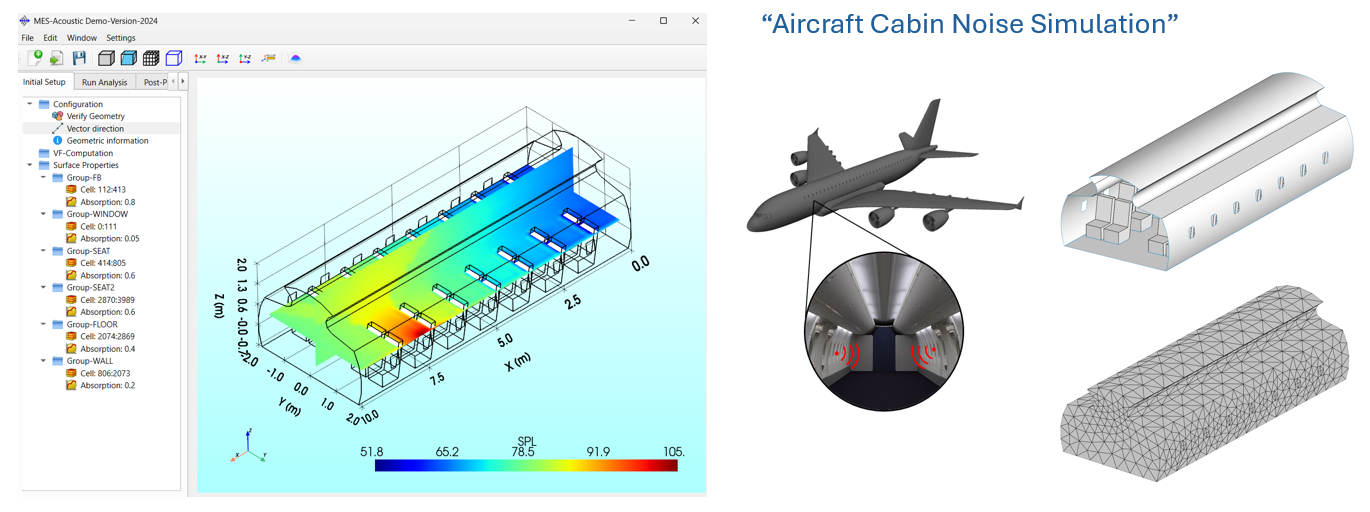 MES-Acoustic Demo-Version-2024
File Edit Window Settings
Initial Setup Run Analysis Post-P
Configuration
Verify Geometry
Vector direction
Geometric information
VF-Computation
Surface Properties
Group-FB
Cell: 112:413
Absorption: 0.8
Group-WINDOW
Cell: 0:111
Absorption: 0.05
Group-SEAT
Cell: 414:805
Absorption: 0.6
Group-SEAT2
Cell: 2870:3989
Absorption: 0.6
Group-FLOOR
Cell: 2074:2869
Absorption: 0.4
Group-WALL
Cell: 806:2073
Absorption: 0.2
2.0
1.3
0.6
-0.0
Z (m)
-2.0
-1.0
0.0
1.0
2.0
Y (m)
10.0
7.5
5.0
2.5
0.0
X (m)
SPL
51.8 65.2 78.5 91.9 105.
Z
X
Y
“Aircraft Cabin Noise Simulation”